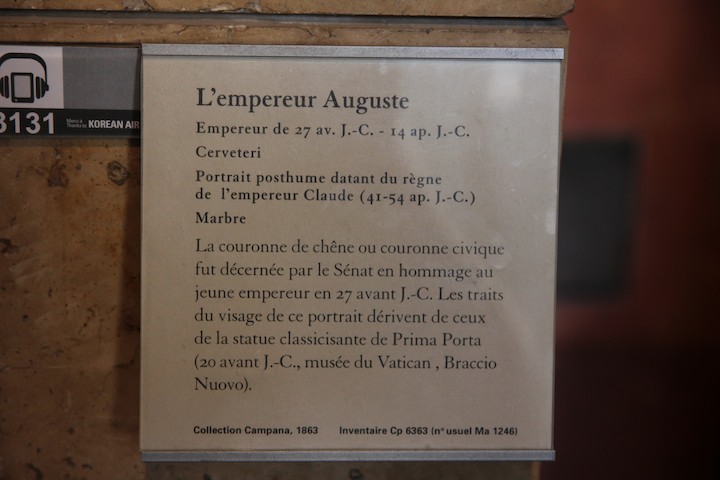 L'empereur Auguste
Empereur de 27 av. J.-C. - 14 ap. J.-C.
Cerveteri
Portrait posthume datant du règne
de l'empereur Claude (41-54 ap. J.-C.)
Marbre
La couronne de chêne ou couronne civique
fut décernée par le Sénat en hommage au
jeune empereur en 27 avant J.-C. Les traits
du visage de ce portrait dérivent de ceux
de la statue classicisante de Prima Porta
(20 avant J.-C., musée du Vatican , Braccio
Nuovo).
Collection Campana, 1863 Inventaire Cp 6363 (n° usuel Ma 1246)
3131
Merci à
Thanks to KOREAN AIR